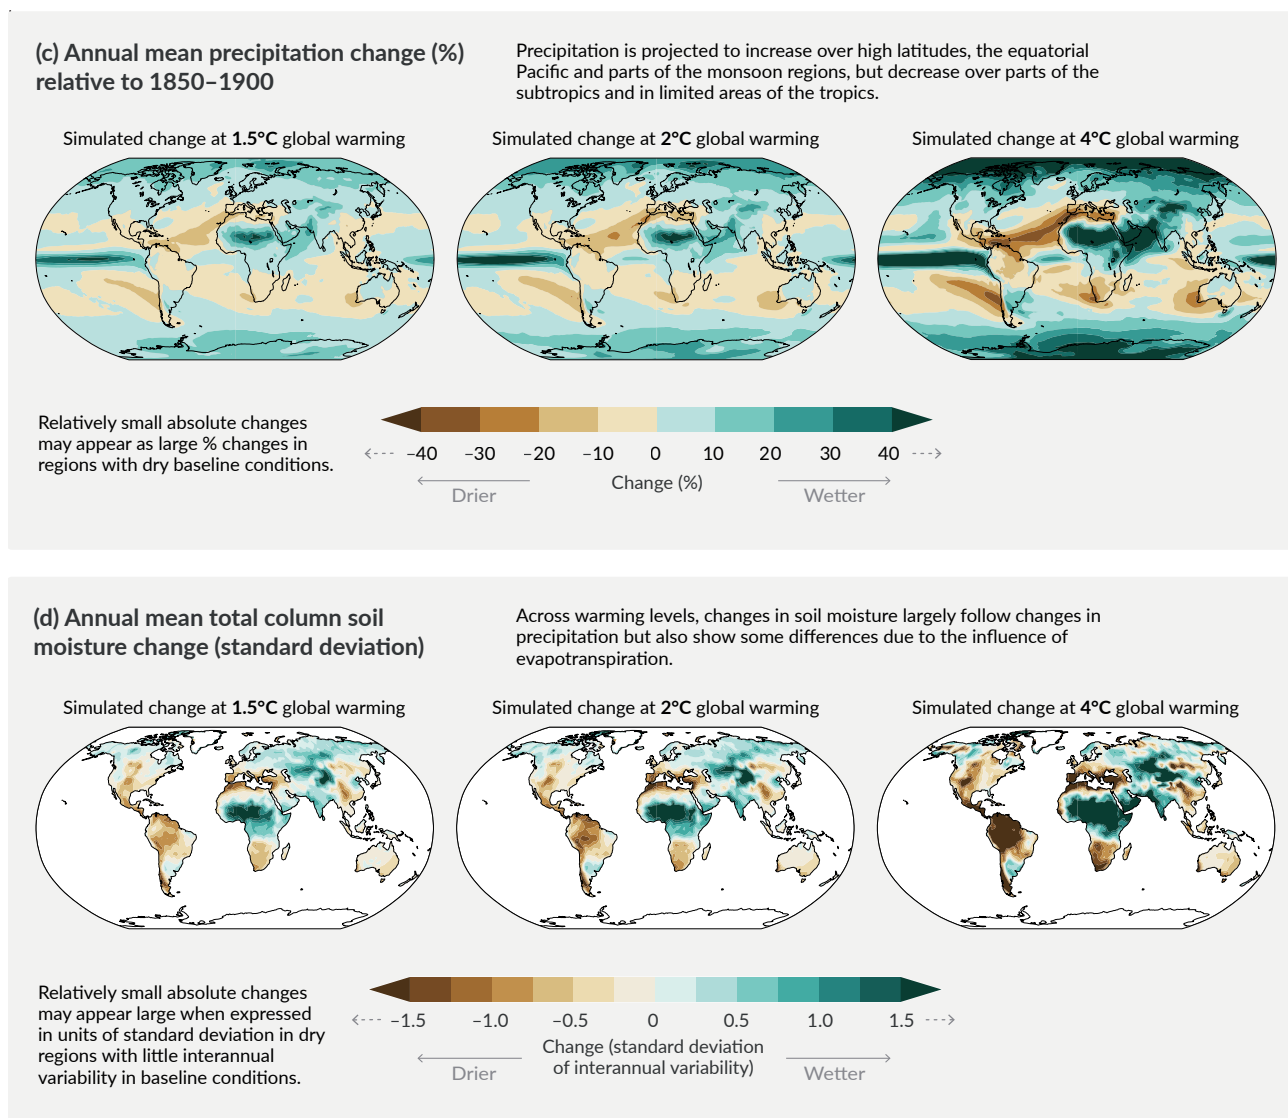 (c) Annual mean precipitation change (%)
relative to 1850–1900
Precipitation is projected to increase over high latitudes, the equatorial
Pacific and parts of the monsoon regions, but decrease over parts of the
subtropics and in limited areas of the tropics.
Simulated change at 1.5°C global warming
Simulated change at 2°C global warming
Simulated change at 4°C global warming
Relatively small absolute changes
may appear as large % changes in
regions with dry baseline conditions.
–40 –30 –20 –10 0 10 20 30 40
Change (%)
Drier
Wetter
(d) Annual mean total column soil
moisture change (standard deviation)
Across warming levels, changes in soil moisture largely follow changes in
precipitation but also show some differences due to the influence of
evapotranspiration.
Simulated change at 1.5°C global warming
Simulated change at 2°C global warming
Simulated change at 4°C global warming
Relatively small absolute changes
may appear large when expressed
in units of standard deviation in dry
regions with little interannual
variability in baseline conditions.
–1.5 –1.0 –0.5 0 0.5 1.0 1.5
Change (standard deviation
of interannual variability)
Drier
Wetter